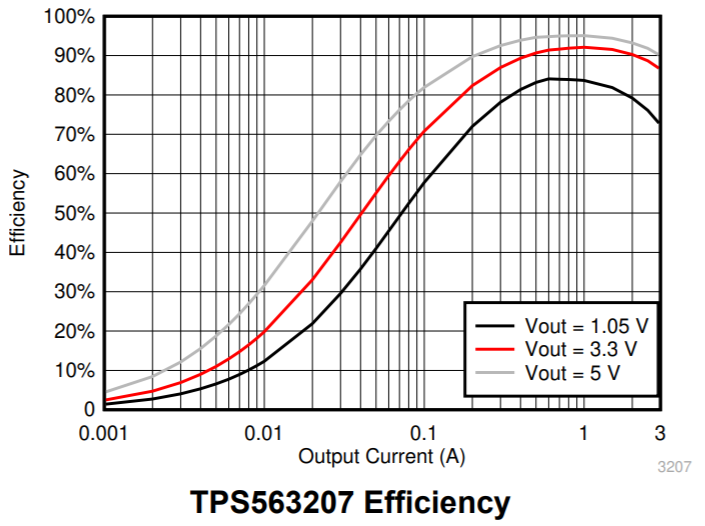 100%
90%
80%
70%
60%
50%
40%
30%
20%
10%
0
Efficiency
Vout = 1.05 V
Vout = 3.3 V
Vout = 5 V
0.001 0.01 0.1 1 3
Output Current (A)
3207
TPS563207 Efficiency